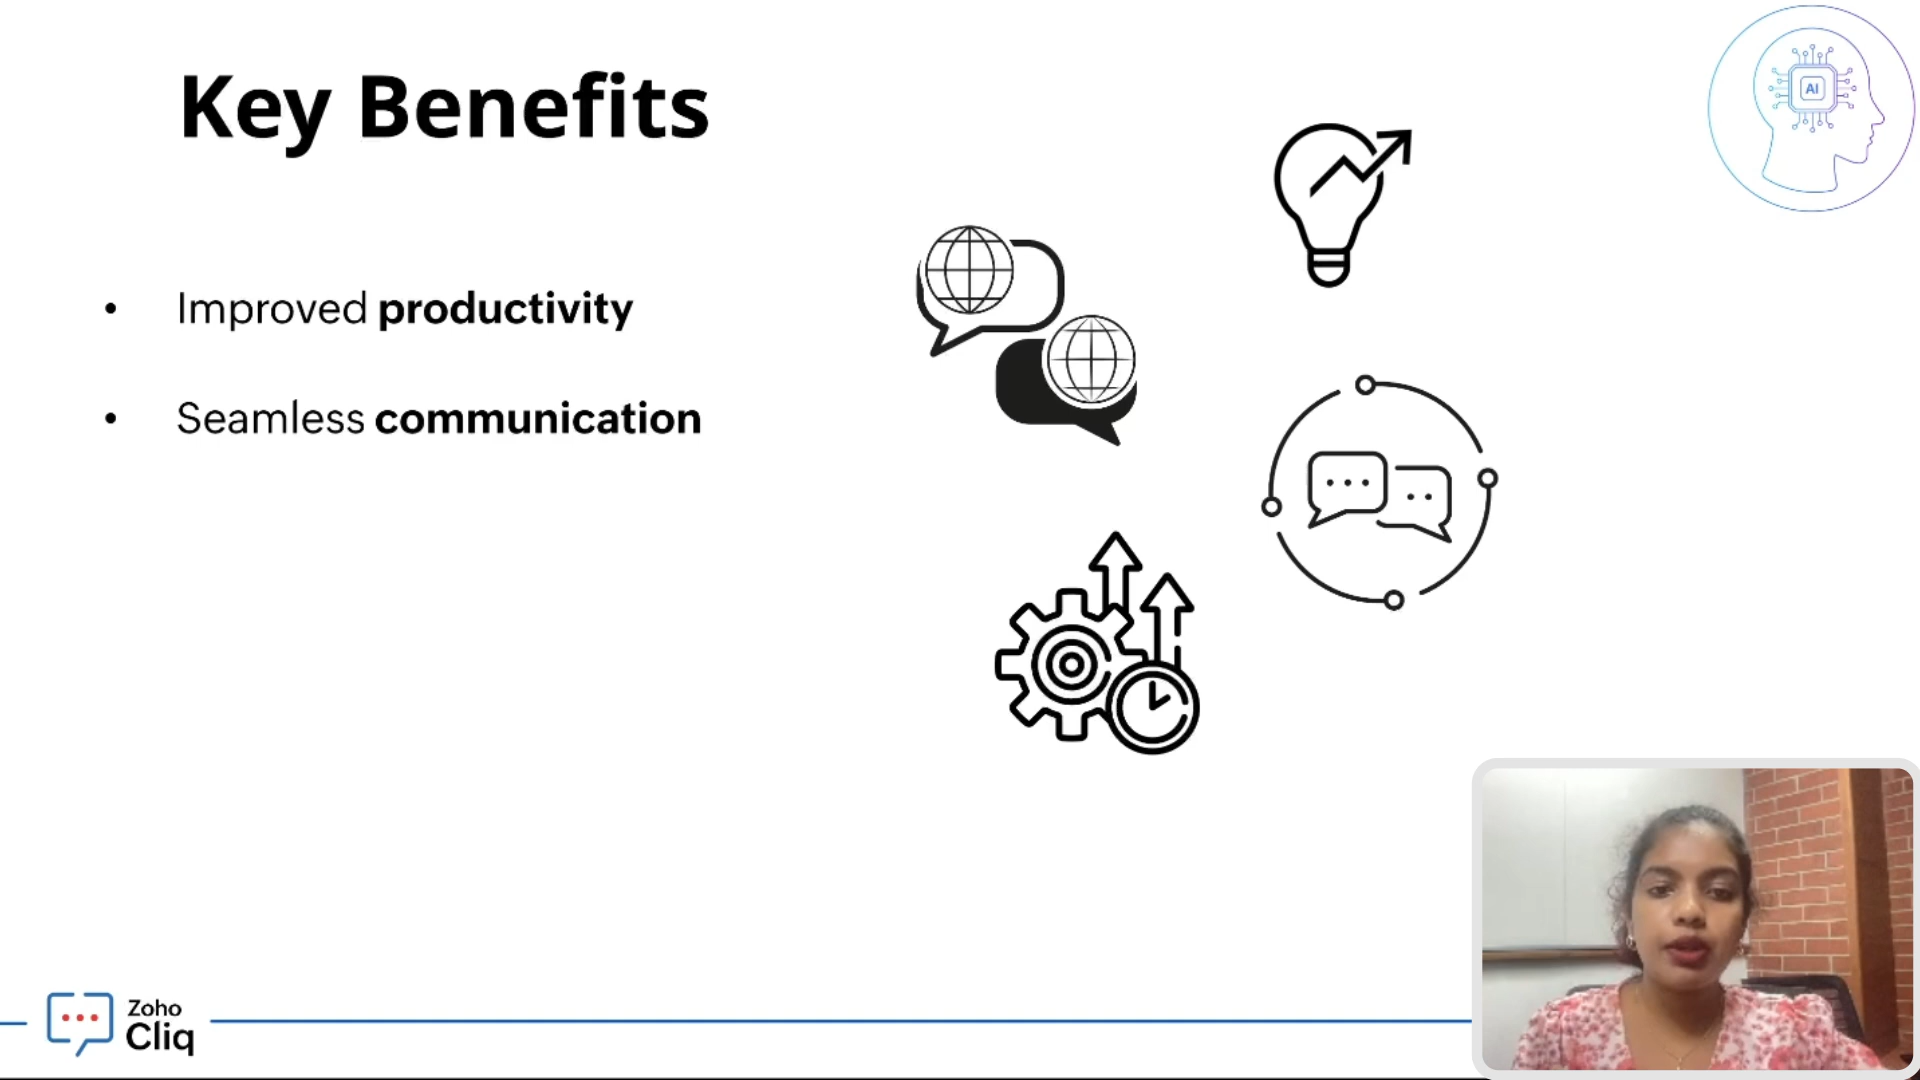 Key Benefits
AI
• Improved productivity
• Seamless communication
Zoho
Cliq